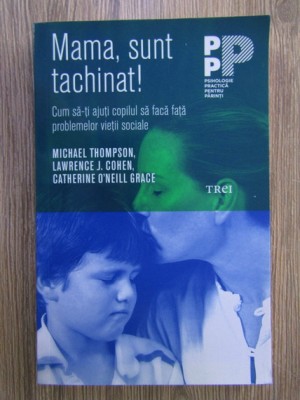 Mama, sunt
tachinat!
Cum să-ți ajuți copilul să facă față
problemelor vieții sociale
MICHAEL THOMPSON,
LAWRENCE J. COHEN,
CATHERINE O'NEILL GRACE
P P
P
PSIHOLOGIE
PRACTICĂ
PENTRU
PĂRINȚI
TREI